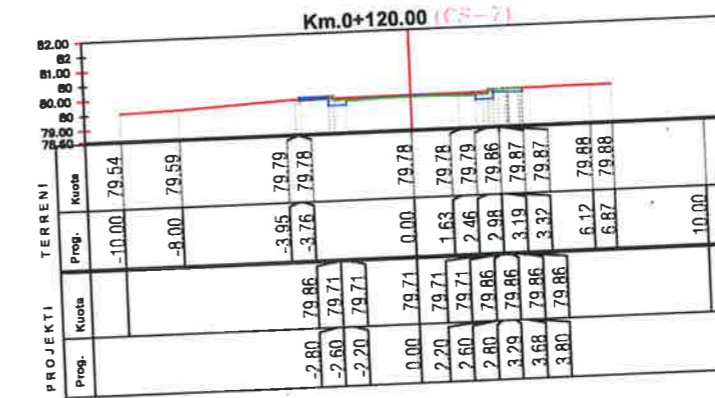 Km.0+120.00 (CS-7)
82.00
82
81.00
80
80.00
80
79.00
78.60
TERRENI
Kuota 79.54 79.59 79.79 79.78 79.78 79.78 79.79 79.86 79.87 79.87 79.88 79.88
Prog. -10.00 -8.00 -3.95 -3.76 0.00 1.63 2.46 2.98 3.19 3.32 6.12 6.87 10.00
PROJEKTI
Kuota 79.86 79.71 79.71 79.71 79.71 79.71 79.86 79.86 79.86 79.86
Prog. -2.80 -2.60 -2.20 0.00 2.20 2.60 2.80 3.29 3.68 3.80